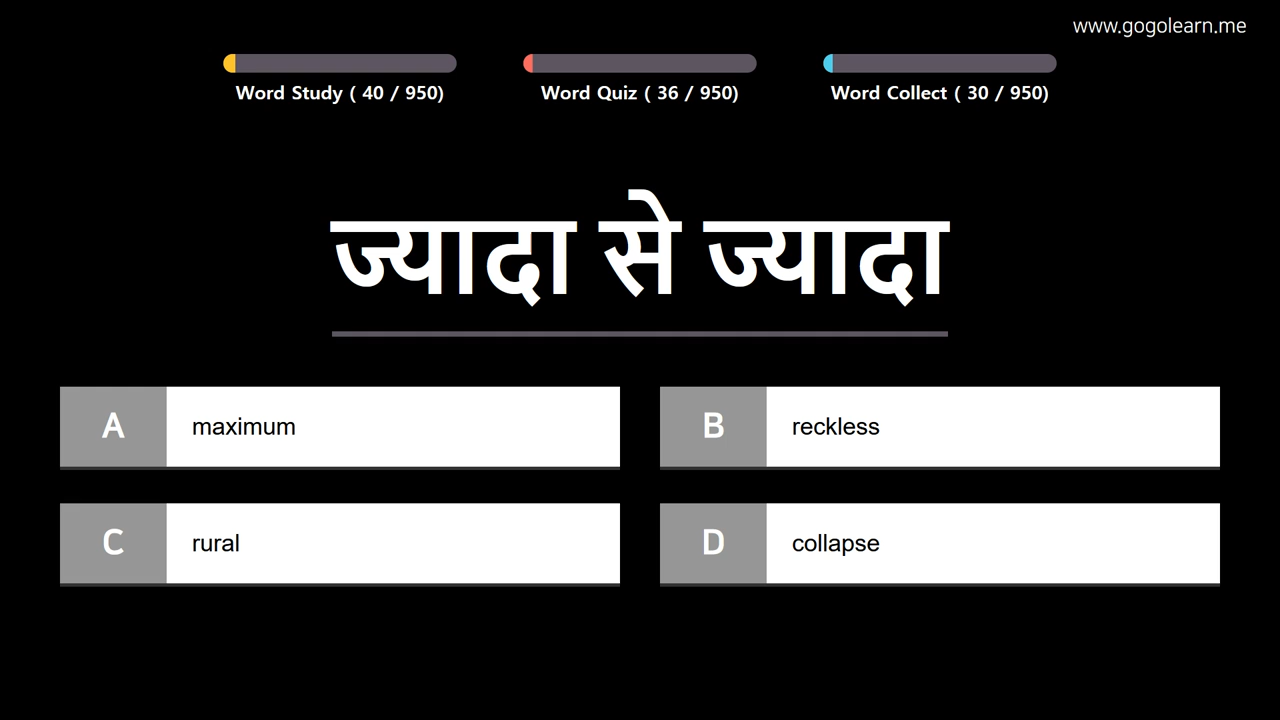 www.gogolearn.me
Word Study ( 40 / 950)
Word Quiz ( 36 / 950)
Word Collect ( 30 / 950)
ज्यादा से ज्यादा
A maximum
B reckless
C rural
D collapse